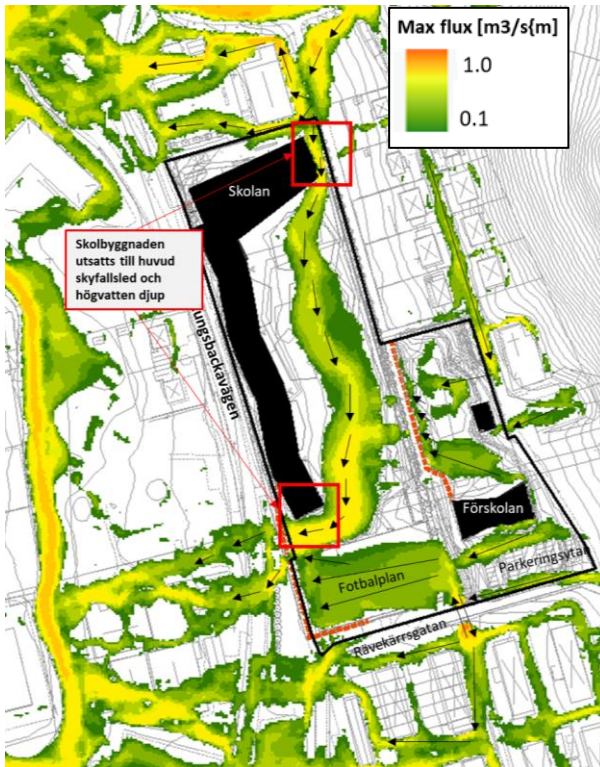 Max flux [m3/s{m]
1.0
0.1
Skolan
Skolbyggnaden
utsatts till huvud
skyfallsled och
högvatten djup
ungsbackavägen
Förskolan
Parkeringsytan
Fotbalplan
Rävekärrsgatan